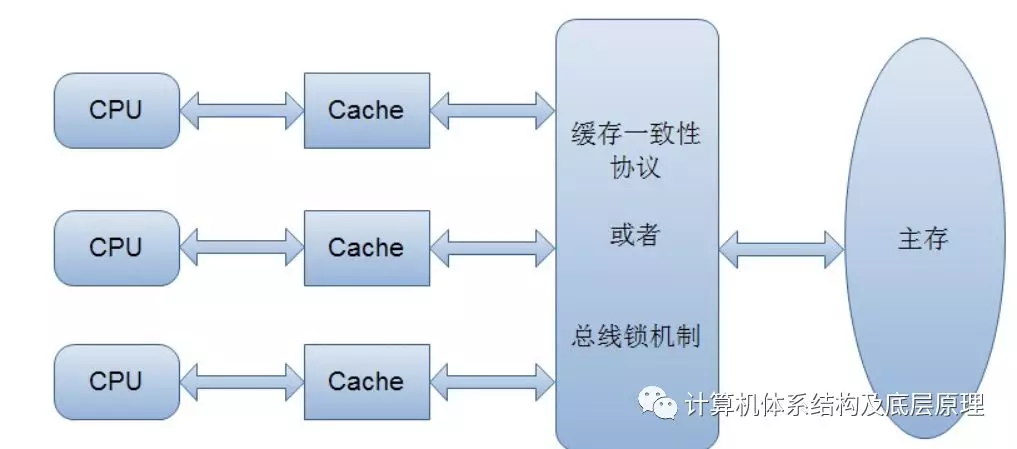 CPU
Cache
CPU
Cache
CPU
Cache
缓存一致性
协议
或者
总线锁机制
主存
计算机体系结构及底层原理